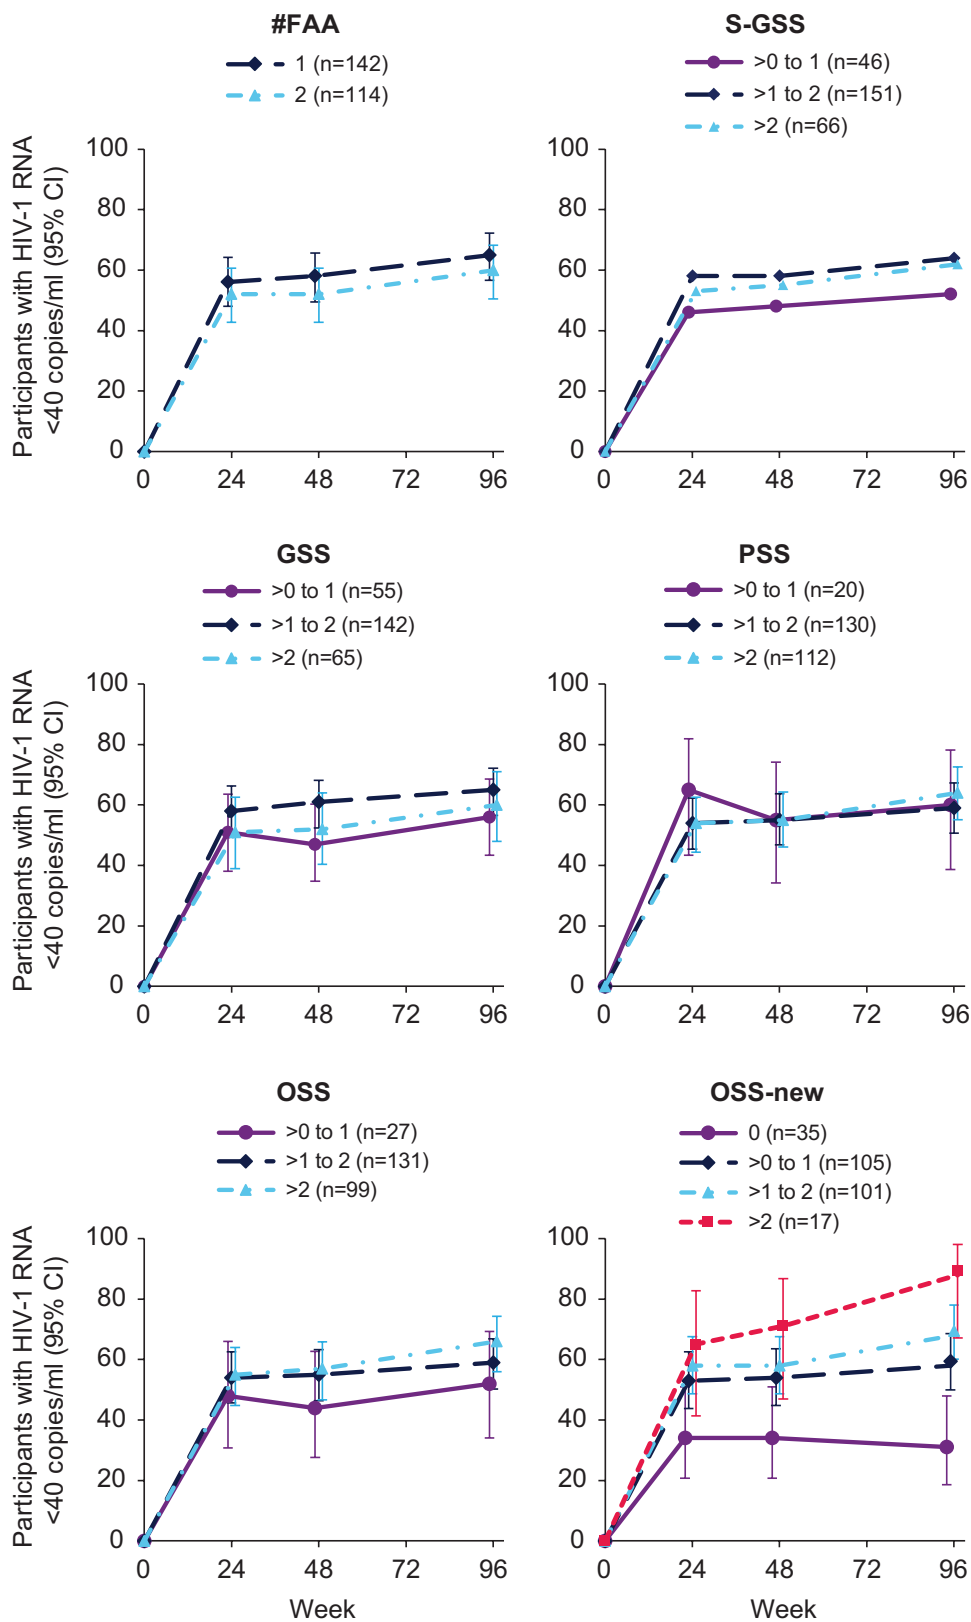 #FAA
1 (n=142)
2 (n=114)
Participants with HIV-1 RNA
<40 copies/ml (95% CI)
100
80
60
40
20
0
0 24 48 72 96
S-GSS
>0 to 1 (n=46)
>1 to 2 (n=151)
>2 (n=66)
100
80
60
40
20
0
0 24 48 72 96
GSS
>0 to 1 (n=55)
>1 to 2 (n=142)
>2 (n=65)
Participants with HIV-1 RNA
<40 copies/ml (95% CI)
100
80
60
40
20
0
0 24 48 72 96
PSS
>0 to 1 (n=20)
>1 to 2 (n=130)
>2 (n=112)
100
80
60
40
20
0
0 24 48 72 96
OSS
>0 to 1 (n=27)
>1 to 2 (n=131)
>2 (n=99)
Participants with HIV-1 RNA
<40 copies/ml (95% CI)
100
80
60
40
20
0
0 24 48 72 96
Week
OSS-new
0 (n=35)
>0 to 1 (n=105)
>1 to 2 (n=101)
>2 (n=17)
100
80
60
40
20
0
0 24 48 72 96
Week